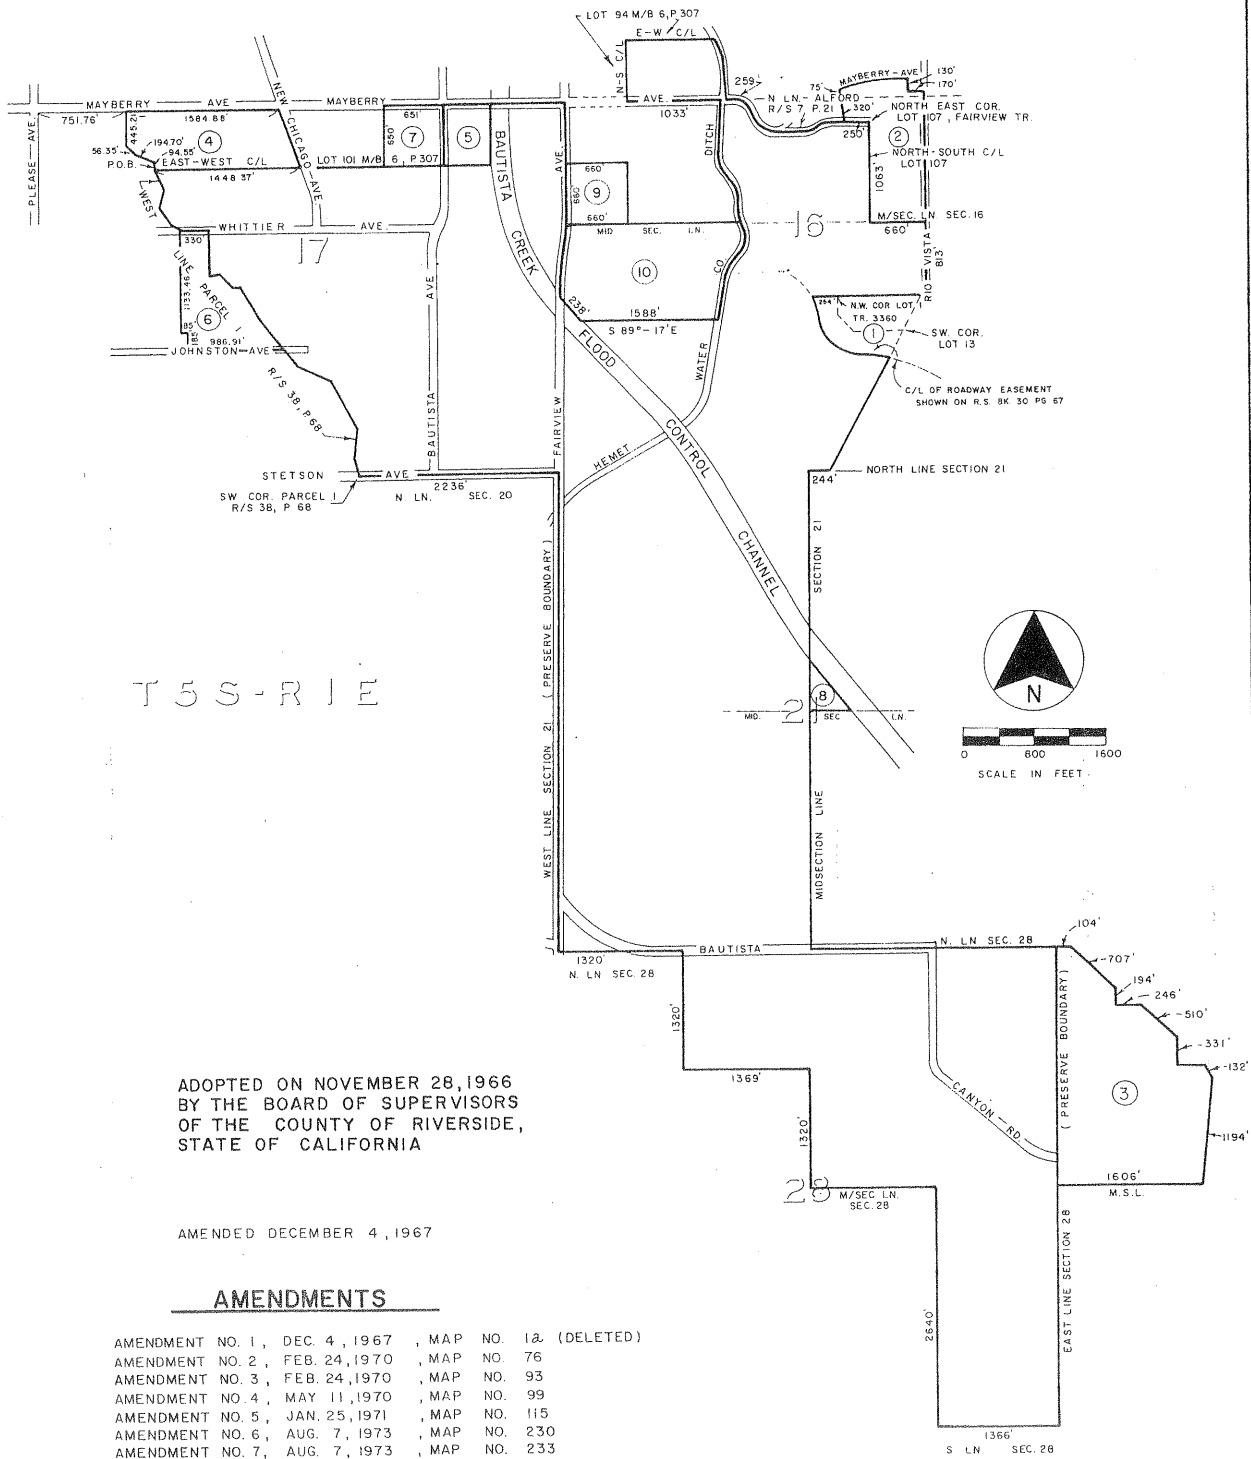 LOT 94 M/B 6, P 307
E-W C/L
N-S C/L
MAYBERRY AVE
MAYBERRY
AVE.
751.76'
1584.88'
445.21'
56.35'
194.70'
94.55'
P.O.B.
EAST-WEST C/L
1448.37'
4
PLEASE AVE.
NEW CHICAGO AVE
LOT 101 M/B 6, P 307
651'
650'
7
5
BAUTISTA CREEK FLOOD CONTROL CHANNEL
FAIRVIEW AVE.
1033'
DITCH
259'
N LN.- ALFORD
R/S 7, P. 21
75'
MAYBERRY-AVE
130'
170'
320'
250'
NORTH EAST COR.
LOT 107, FAIRVIEW TR.
2
NORTH-SOUTH C/L
LOT 107
1063'
M/SEC. LN SEC. 16
660'
16
RIO VISTA
813'
660'
660'
9
660'
MID SEC. LN.
10
CO
WATER
HEMET
238'
1588'
S 89°- 17' E
WHITTIER AVE.
17
330'
WEST LINE PARCEL 1
1133.46'
6
85'
185'
986.91'
JOHNSTON-AVE
R/S 38, P 68
BAUTISTA AVE
254'
N.W. COR LOT 1
TR. 3360
1
SW. COR.
LOT 13
C/L OF ROADWAY EASEMENT
SHOWN ON R.S. BK 30 PG 67
NORTH LINE SECTION 21
244'
STETSON AVE
2236'
N. LN. SEC. 20
SW COR. PARCEL 1
R/S 38, P 68
T5S-R1E
WEST LINE SECTION 21 (PRESERVE BOUNDARY)
MIDSECTION LINE SECTION 21
8
MID. SEC LN.
21
N
0 800 1600
SCALE IN FEET
BAUTISTA
N. LN SEC. 28
1320'
N. LN SEC. 28
1320'
1369'
1320'
28
M/SEC LN.
SEC. 28
CANYON RD.
(PRESERVE BOUNDARY)
104'
707'
194'
246'
510'
331'
132'
3
1194'
1606'
M.S.L.
EAST LINE SECTION 28
2640'
1366'
S LN SEC. 28
ADOPTED ON NOVEMBER 28, 1966
BY THE BOARD OF SUPERVISORS
OF THE COUNTY OF RIVERSIDE,
STATE OF CALIFORNIA
AMENDED DECEMBER 4, 1967
AMENDMENTS
AMENDMENT NO. 1, DEC. 4, 1967, MAP NO. 1a (DELETED)
AMENDMENT NO. 2, FEB. 24, 1970, MAP NO. 76
AMENDMENT NO. 3, FEB. 24, 1970, MAP NO. 93
AMENDMENT NO. 4, MAY 11, 1970, MAP NO. 99
AMENDMENT NO. 5, JAN. 25, 1971, MAP NO. 115
AMENDMENT NO. 6, AUG. 7, 1973, MAP NO. 230
AMENDMENT NO. 7, AUG. 7, 1973, MAP NO. 233